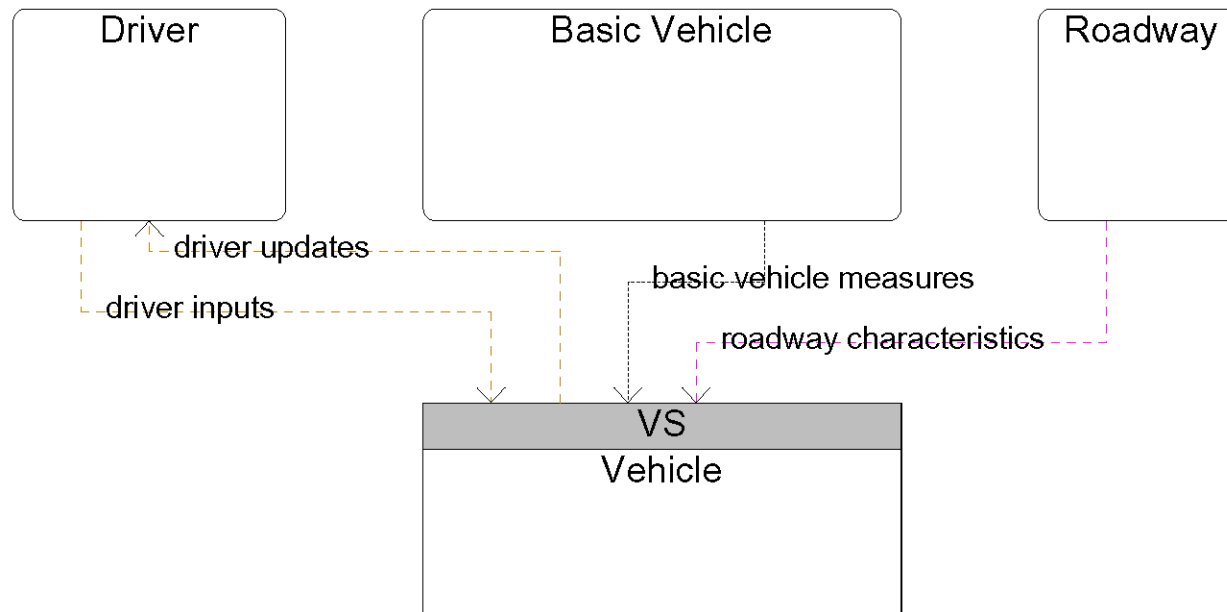 Driver
Basic Vehicle
Roadway
driver updates
basic vehicle measures
driver inputs
roadway characteristics
VS
Vehicle